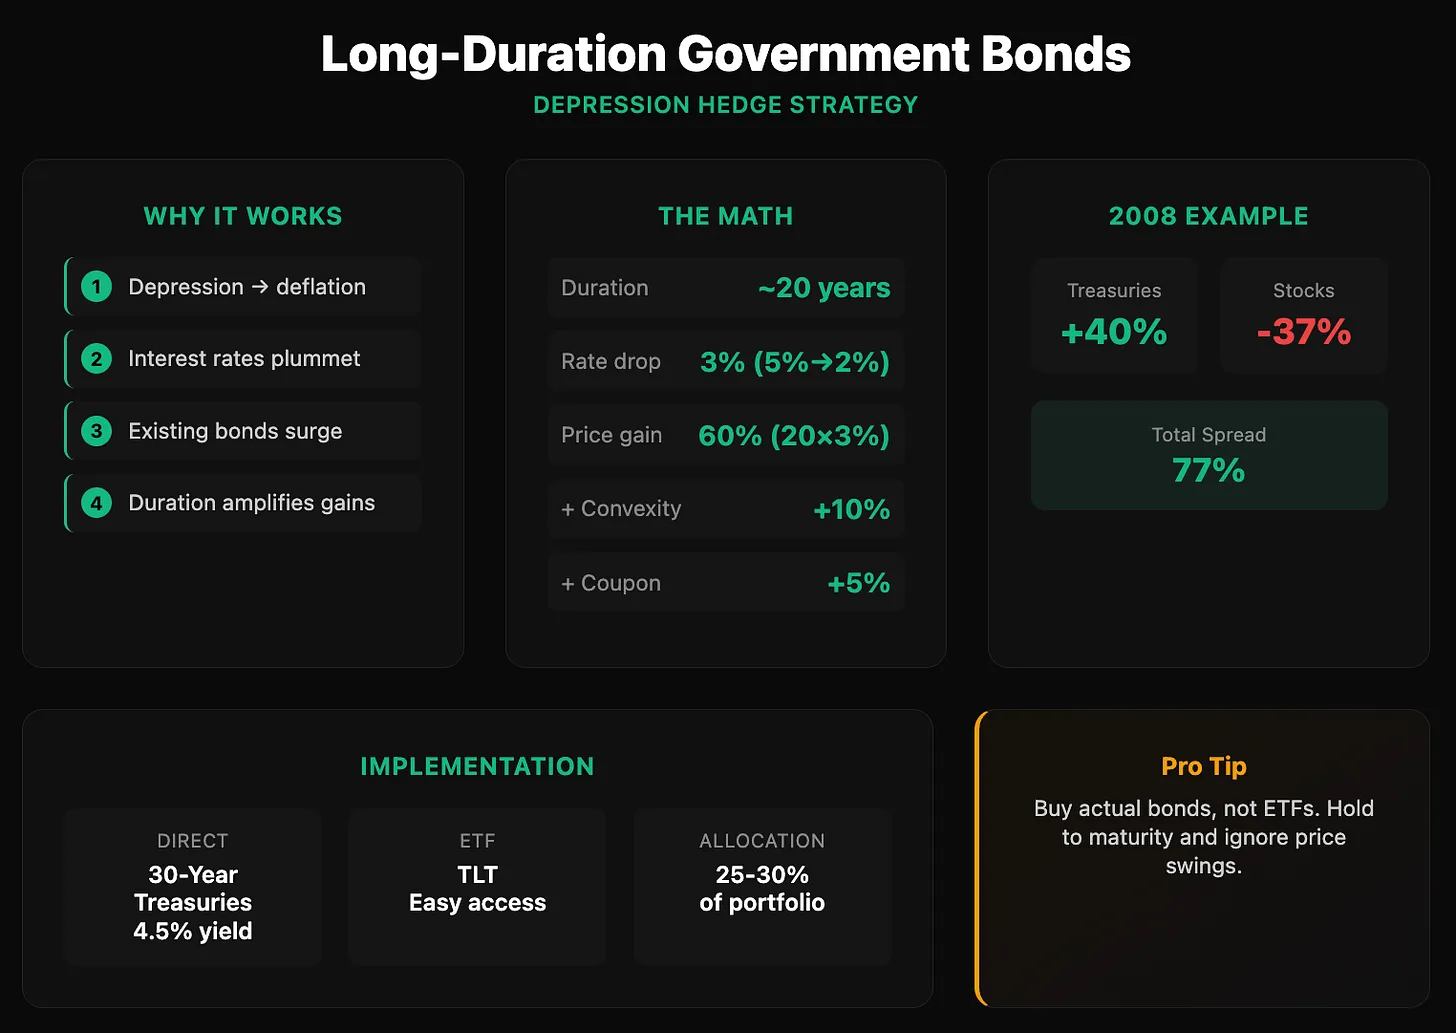 Long-Duration Government Bonds
DEPRESSION HEDGE STRATEGY
WHY IT WORKS
1 Depression → deflation
2 Interest rates plummet
3 Existing bonds surge
4 Duration amplifies gains
THE MATH
Duration ~20 years
Rate drop 3% (5%→2%)
Price gain 60% (20×3%)
+ Convexity +10%
+ Coupon +5%
2008 EXAMPLE
Treasuries
+40%
Stocks
-37%
Total Spread
77%
IMPLEMENTATION
DIRECT
30-Year
Treasuries
4.5% yield
ETF
TLT
Easy access
ALLOCATION
25-30%
of portfolio
Pro Tip
Buy actual bonds, not ETFs. Hold
to maturity and ignore price
swings.